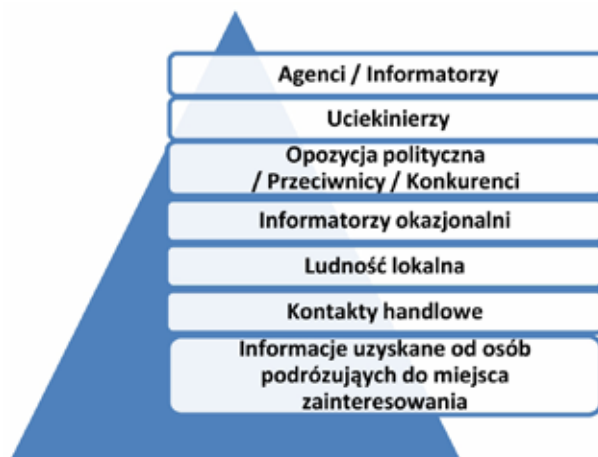 Agenci / Informatorzy
Uciekinierzy
Opozycja polityczna
/ Przeciwnicy / Konkurenci
Informatorzy okazjonalni
Ludność lokalna
Kontakty handlowe
Informacje uzyskane od osób
podrózująych do miejsca
zainteresowania